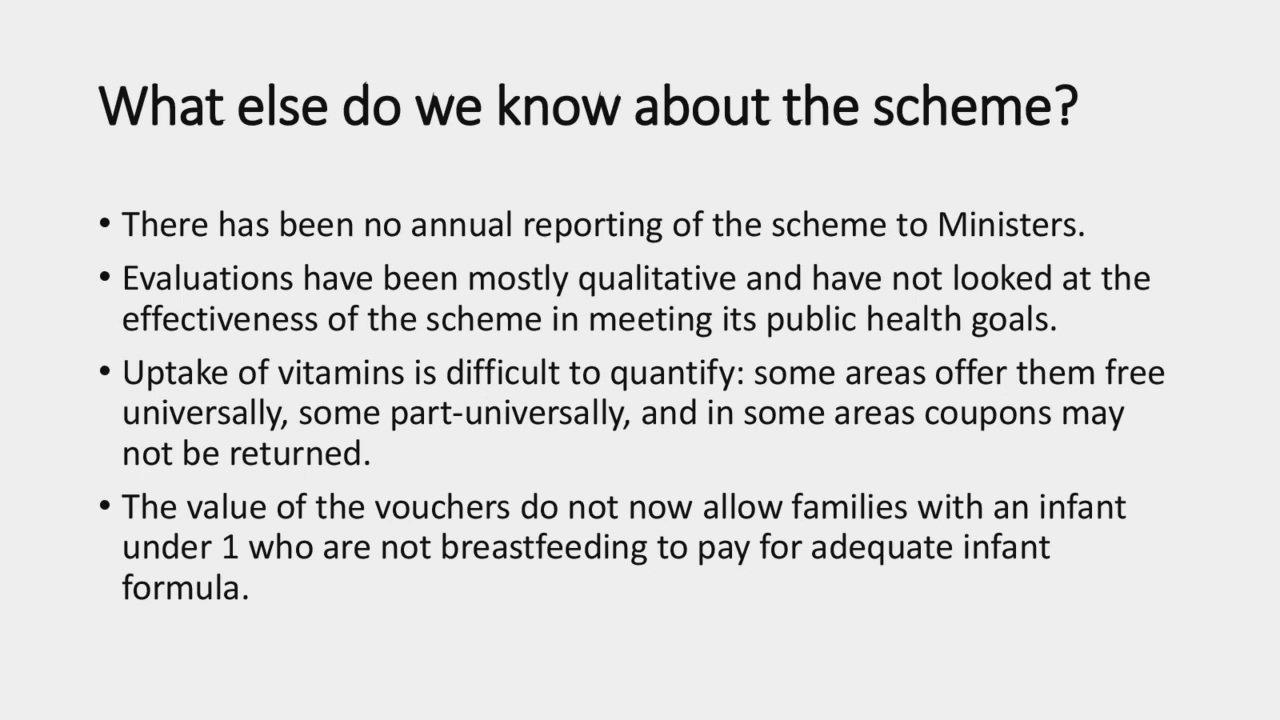 What else do we know about the scheme?
• There has been no annual reporting of the scheme to Ministers.
• Evaluations have been mostly qualitative and have not looked at the
effectiveness of the scheme in meeting its public health goals.
• Uptake of vitamins is difficult to quantify: some areas offer them free
universally, some part-universally, and in some areas coupons may
not be returned.
• The value of the vouchers do not now allow families with an infant
under 1 who are not breastfeeding to pay for adequate infant
formula.